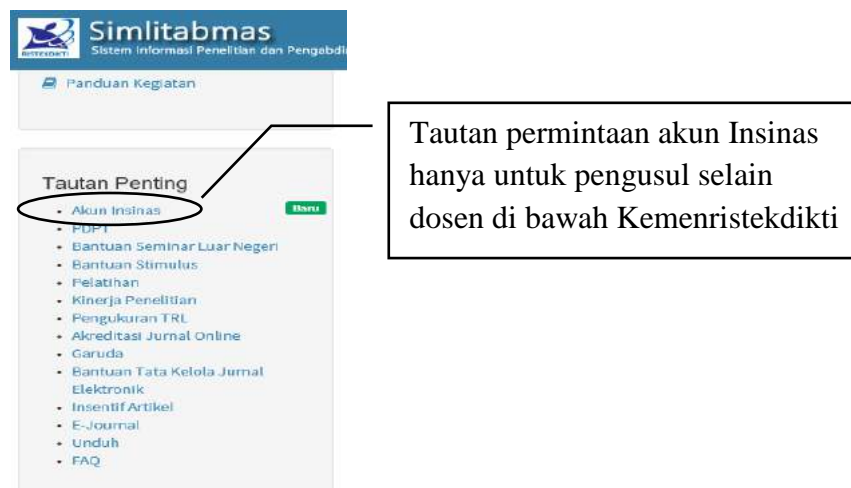 Simlitabmas
RISTEKDIKTI
Sistem Informasi Penelitian dan Pengabdi
Panduan Kegiatan
Tautan Penting
Akun Insinas
Baru
PDPT
Bantuan Seminar Luar Negeri
Bantuan Stimulus
Pelatihan
Kinerja Penelitian
Pengukuran TRL
Akreditasi Jurnal Online
Garuda
Bantuan Tata Kelola Jurnal
Elektronik
Insentif Artikel
E-Journal
Unduh
FAQ
Tautan permintaan akun Insinas
hanya untuk pengusul selain
dosen di bawah Kemenristekdikti